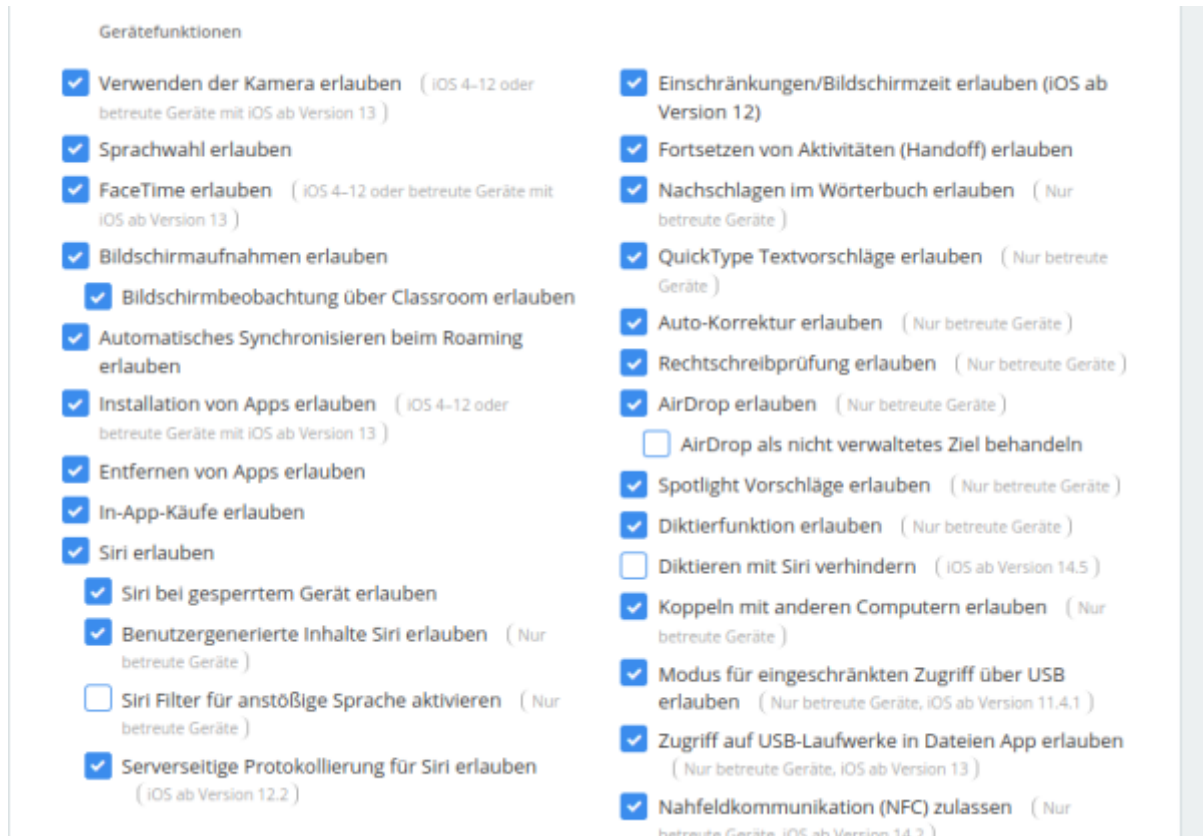 Gerätefunktionen
Verwenden der Kamera erlauben ( iOS 4–12 oder
betreute Geräte mit iOS ab Version 13 )
Sprachwahl erlauben
FaceTime erlauben ( iOS 4–12 oder betreute Geräte mit
iOS ab Version 13 )
Bildschirmaufnahmen erlauben
Bildschirmbeobachtung über Classroom erlauben
Automatisches Synchronisieren beim Roaming
erlauben
Installation von Apps erlauben ( iOS 4–12 oder
betreute Geräte mit iOS ab Version 13 )
Entfernen von Apps erlauben
In-App-Käufe erlauben
Siri erlauben
Siri bei gesperrtem Gerät erlauben
Benutzergenerierte Inhalte Siri erlauben ( Nur
betreute Geräte )
Siri Filter für anstößige Sprache aktivieren ( Nur
betreute Geräte )
Serverseitige Protokollierung für Siri erlauben
( iOS ab Version 12.2 )
Einschränkungen/Bildschirmzeit erlauben (iOS ab
Version 12)
Fortsetzen von Aktivitäten (Handoff) erlauben
Nachschlagen im Wörterbuch erlauben ( Nur
betreute Geräte )
QuickType Textvorschläge erlauben ( Nur betreute
Geräte )
Auto-Korrektur erlauben ( Nur betreute Geräte )
Rechtschreibprüfung erlauben ( Nur betreute Geräte )
AirDrop erlauben ( Nur betreute Geräte )
AirDrop als nicht verwaltetes Ziel behandeln
Spotlight Vorschläge erlauben ( Nur betreute Geräte )
Diktierfunktion erlauben ( Nur betreute Geräte )
Diktieren mit Siri verhindern ( iOS ab Version 14.5 )
Koppeln mit anderen Computern erlauben ( Nur
betreute Geräte )
Modus für eingeschränkten Zugriff über USB
erlauben ( Nur betreute Geräte, iOS ab Version 11.4.1 )
Zugriff auf USB-Laufwerke in Dateien App erlauben
( Nur betreute Geräte, iOS ab Version 13 )
Nahfeldkommunikation (NFC) zulassen ( Nur
betreute Geräte, iOS ab Version 14.2 )